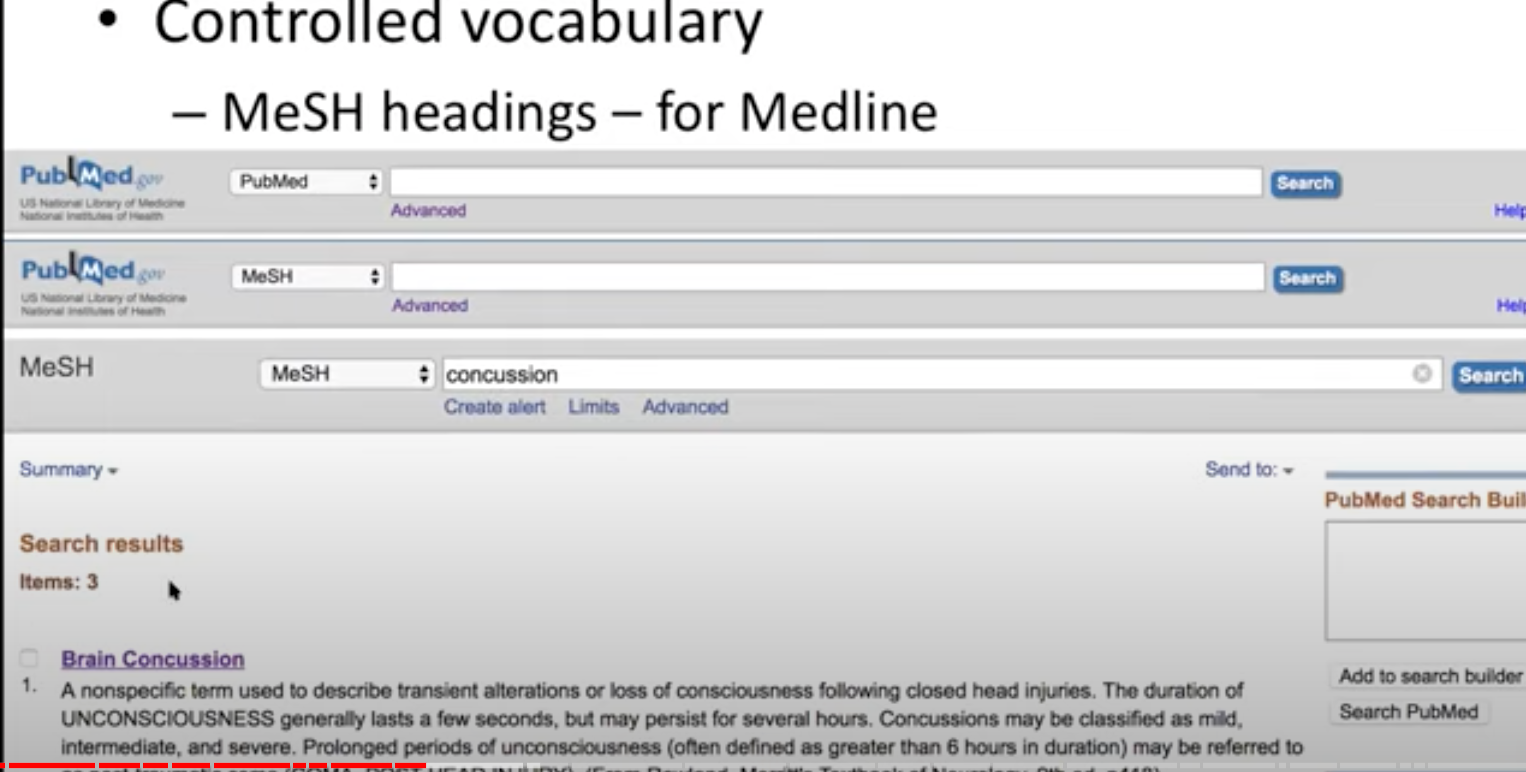 • Controlled vocabulary
– MeSH headings – for Medline
PubMed.gov
US National Library of Medicine
National Institutes of Health
PubMed
Search
Advanced
Help
PubMed.gov
US National Library of Medicine
National Institutes of Health
MeSH
Search
Advanced
Help
MeSH
MeSH
concussion
Search
Create alert Limits Advanced
Summary
Send to:
PubMed Search Buil
Search results
Items: 3
Brain Concussion
1. A nonspecific term used to describe transient alterations or loss of consciousness following closed head injuries. The duration of
UNCONSCIOUSNESS generally lasts a few seconds, but may persist for several hours. Concussions may be classified as mild,
intermediate, and severe. Prolonged periods of unconsciousness (often defined as greater than 6 hours in duration) may be referred to
Add to search builder
Search PubMed